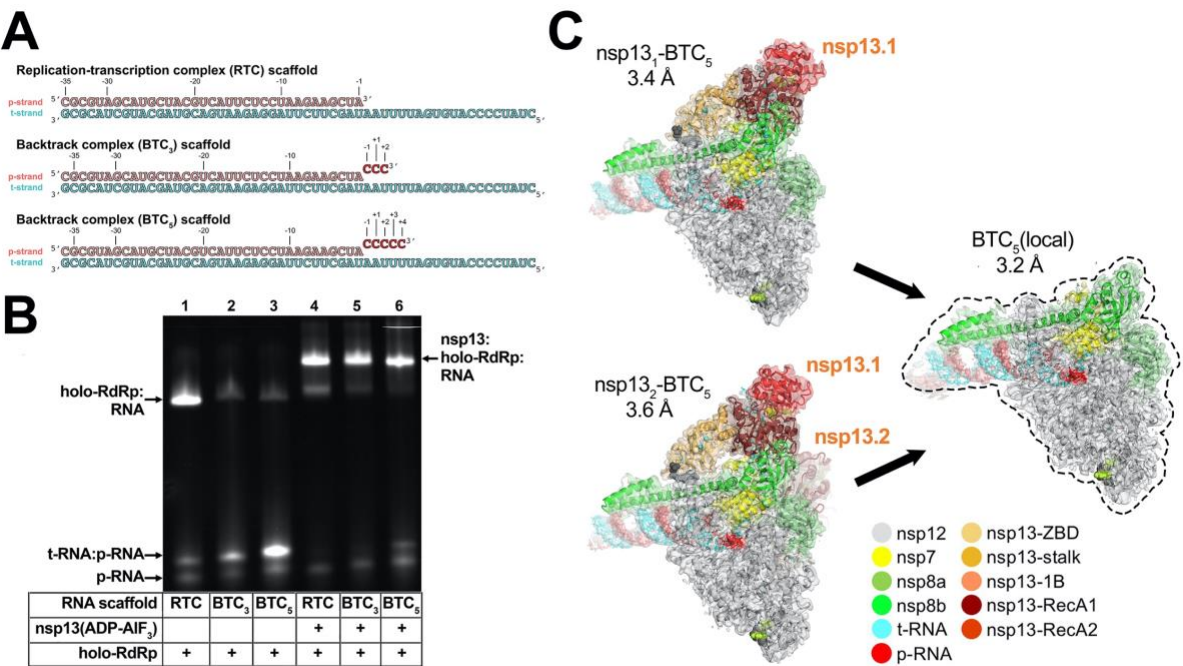 A
Replication-transcription complex (RTC) scaffold
-35 -30 -20 -10 -1
p-strand 5' CGCGUAGCAUGCUACGUCAUUCUCCUAAGAAGCUA 3'
t-strand 3' GCGCAUCGUACGAUGCAGUAAGAGGAUUCUUCGAUAAUUUUAGUGUACCCCUAUC 5'
Backtrack complex (BTC3) scaffold
-35 -30 -20 -10 -1 +1 +2
CCC 3'
p-strand 5' CGCGUAGCAUGCUACGUCAUUCUCCUAAGAAGCUA
t-strand 3' GCGCAUCGUACGAUGCAGUAAGAGGAUUCUUCGAUAAUUUUAGUGUACCCCUAUC 5'
Backtrack complex (BTC5) scaffold
-35 -30 -20 -10 -1 +1 +2 +3 +4
CCCCC 3'
p-strand 5' CGCGUAGCAUGCUACGUCAUUCUCCUAAGAAGCUA
t-strand 3' GCGCAUCGUACGAUGCAGUAAGAGGAUUCUUCGAUAAUUUUAGUGUACCCCUAUC 5'
B
1 2 3 4 5 6
holo-RdRp:
RNA
nsp13:
holo-RdRp:
RNA
t-RNA:p-RNA
p-RNA
RNA scaffold RTC BTC3 BTC5 RTC BTC3 BTC5
nsp13(ADP-AlF3) + + +
holo-RdRp + + + + + +
C
nsp13.1
nsp13₁-BTC5
3.4 Å
BTC5(local)
3.2 Å
nsp13.1
nsp13₂-BTC5
3.6 Å
nsp13.2
nsp12
nsp7
nsp8a
nsp8b
t-RNA
p-RNA
nsp13-ZBD
nsp13-stalk
nsp13-1B
nsp13-RecA1
nsp13-RecA2